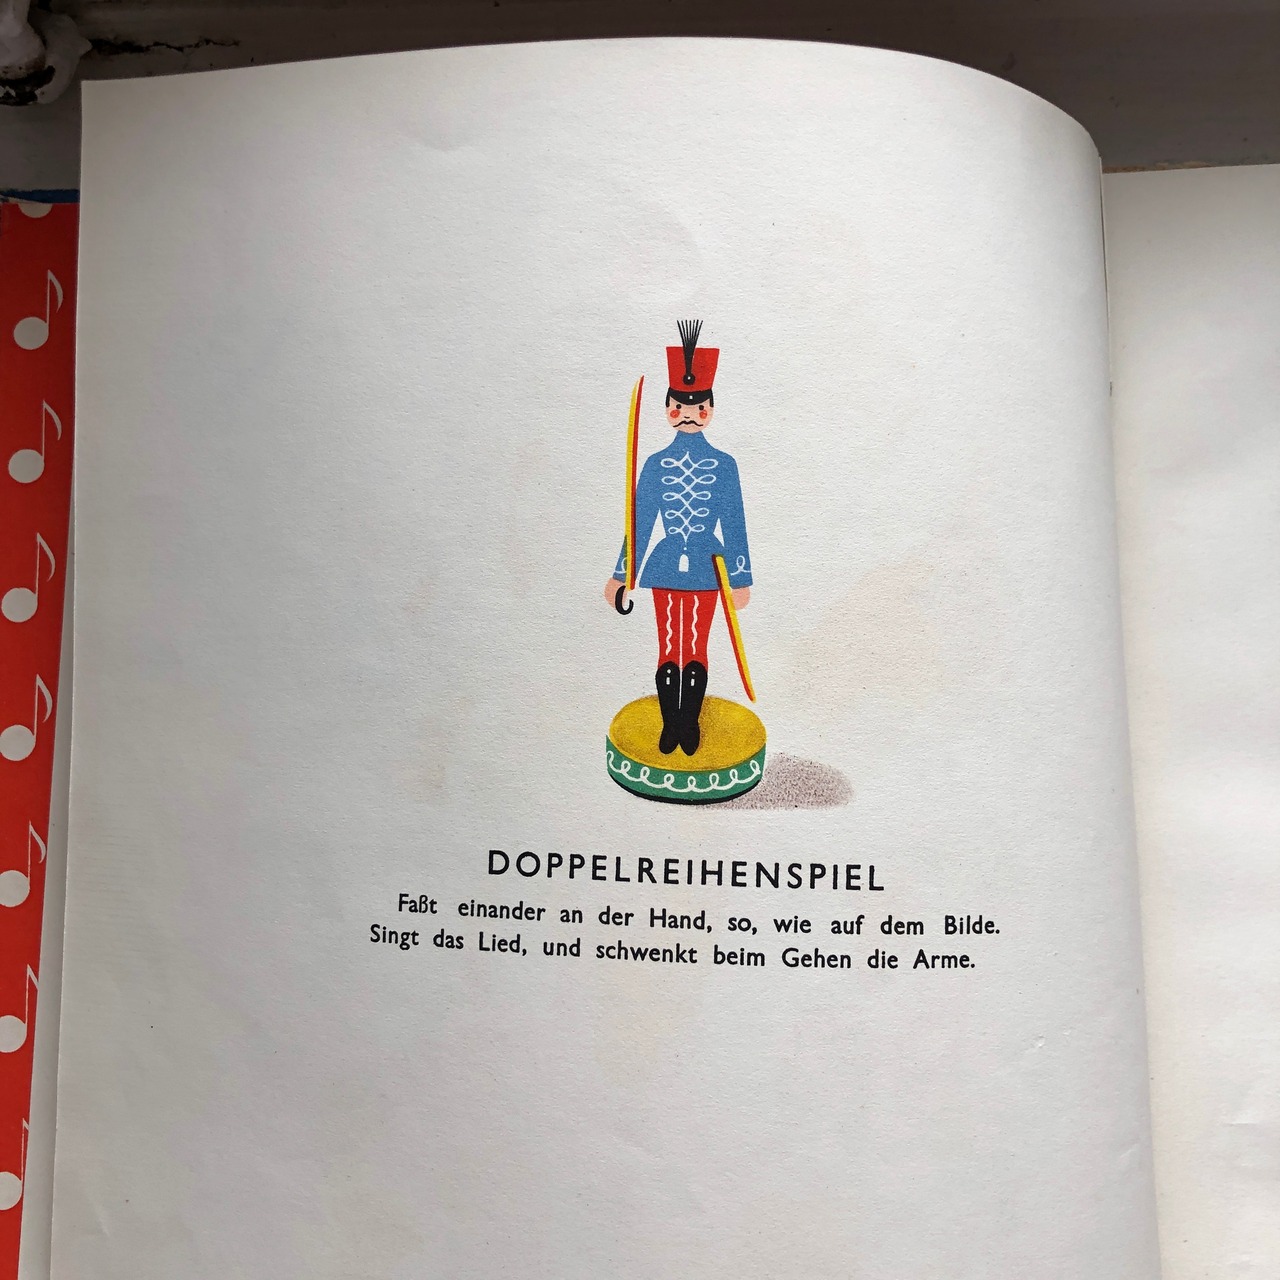 DOPPELREIHENSPIEL
Faßt einander an der Hand, so, wie auf dem Bilde.
Singt das Lied, und schwenkt beim Gehen die Arme.